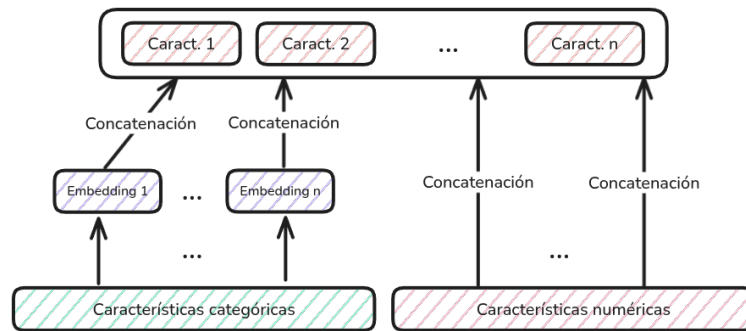 Caract. 1
Caract. 2
...
Caract. n
Concatenación
Concatenación
Concatenación
Concatenación
Embedding 1
...
Embedding n
...
...
Características categóricas
Características numéricas